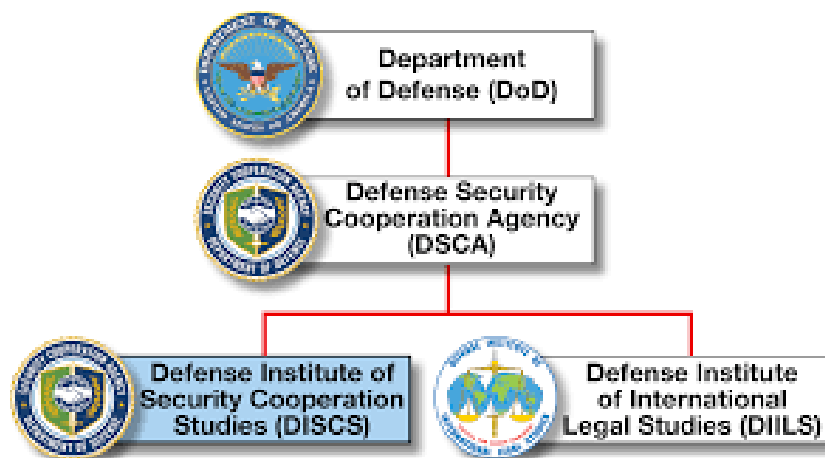 Department
of Defense (DoD)
Defense Security
Cooperation Agency
(DSCA)
Defense Institute of
Security Cooperation
Studies (DISCS)
Defense Institute
of International
Legal Studies (DIILS)